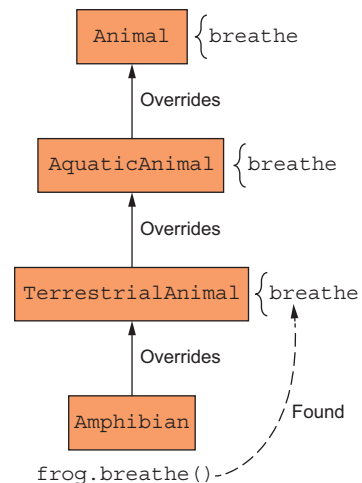 Animal {breathe
Overrides
AquaticAnimal {breathe
Overrides
TerrestrialAnimal {breathe
Overrides
Found
Amphibian
frog.breathe()